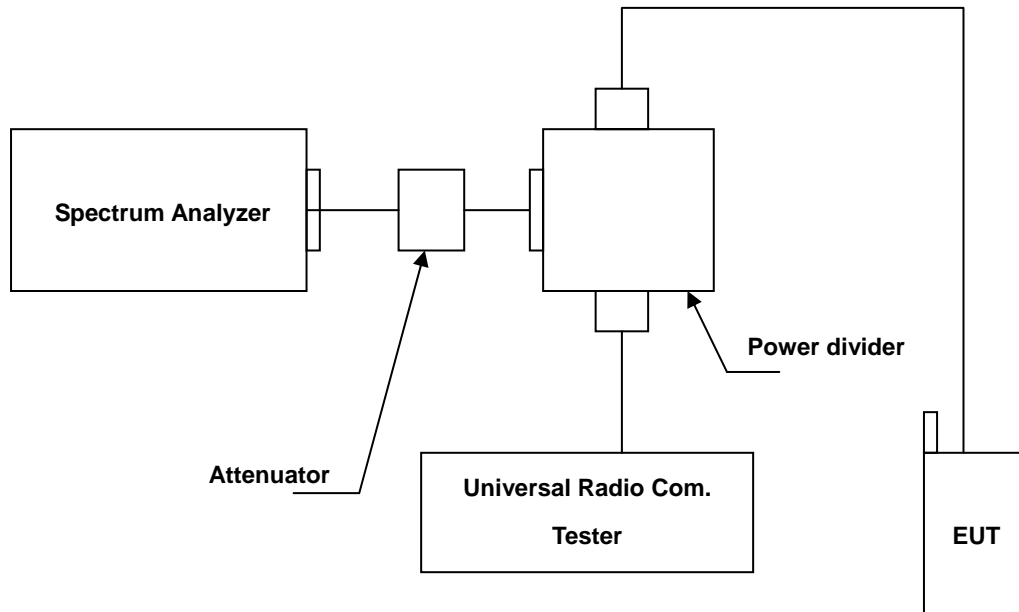 Spectrum Analyzer
Power divider
Attenuator
Universal Radio Com.
Tester
EUT